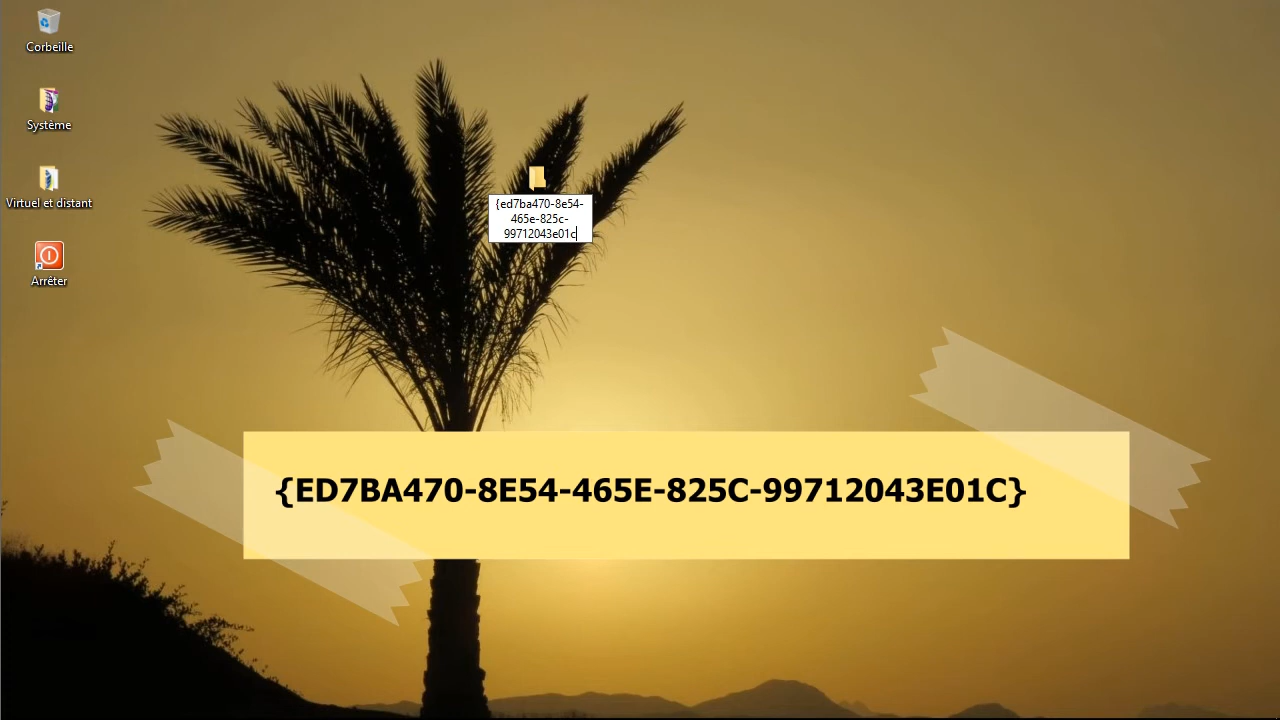 Corbeille
Système
Virtuel et distant
Arrêter
{ed7ba470-8e54-
465e-825c-
99712043e01c
{ED7BA470-8E54-465E-825C-99712043E01C}